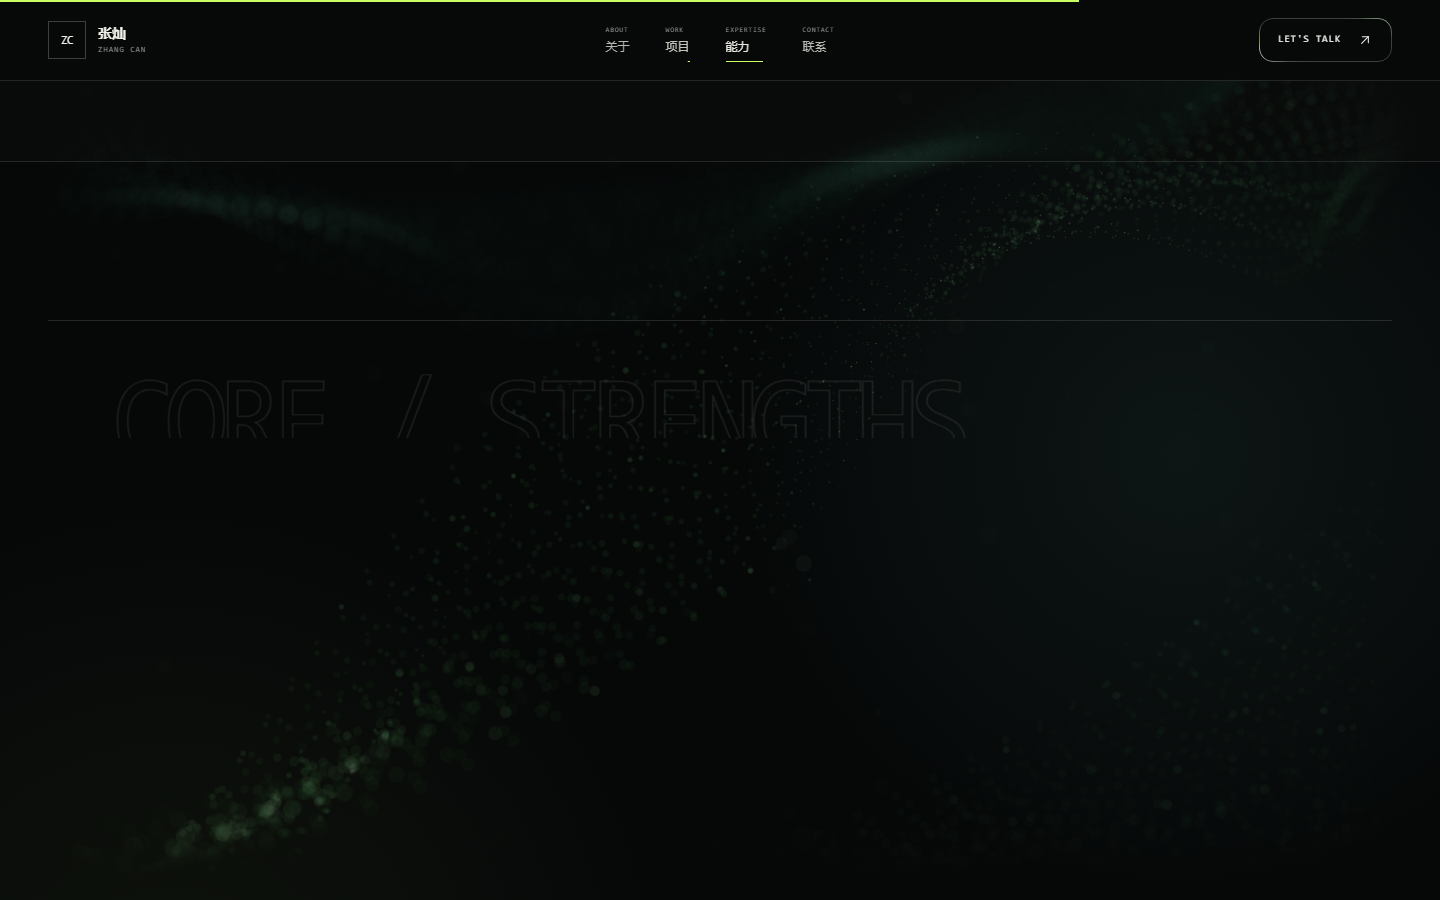 ZC
张灿
ZHANG CAN
ABOUT
关于
WORK
项目
EXPERTISE
能力
CONTACT
联系
LET'S TALK
CORE / STRENGTHS